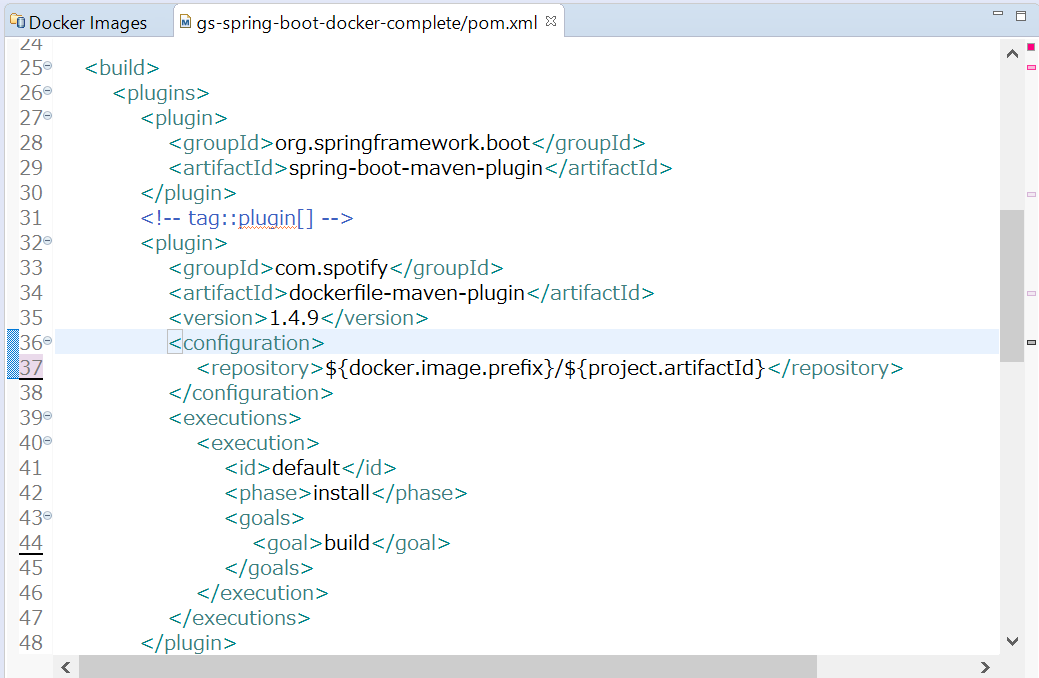 Docker Images
gs-spring-boot-docker-complete/pom.xml
24
25 <build>
26 <plugins>
27 <plugin>
28 <groupId>org.springframework.boot</groupId>
29 <artifactId>spring-boot-maven-plugin</artifactId>
30 </plugin>
31 <!-- tag::plugin[] -->
32 <plugin>
33 <groupId>com.spotify</groupId>
34 <artifactId>dockerfile-maven-plugin</artifactId>
35 <version>1.4.9</version>
36 <configuration>
37 <repository>${docker.image.prefix}/${project.artifactId}</repository>
38 </configuration>
39 <executions>
40 <execution>
41 <id>default</id>
42 <phase>install</phase>
43 <goals>
44 <goal>build</goal>
45 </goals>
46 </execution>
47 </executions>
48 </plugin>